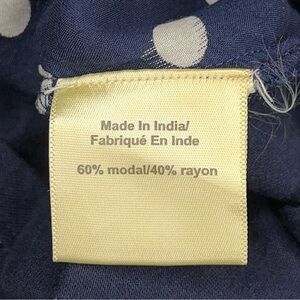 Made In India/
Fabriqué En Inde
60% modal/40% rayon